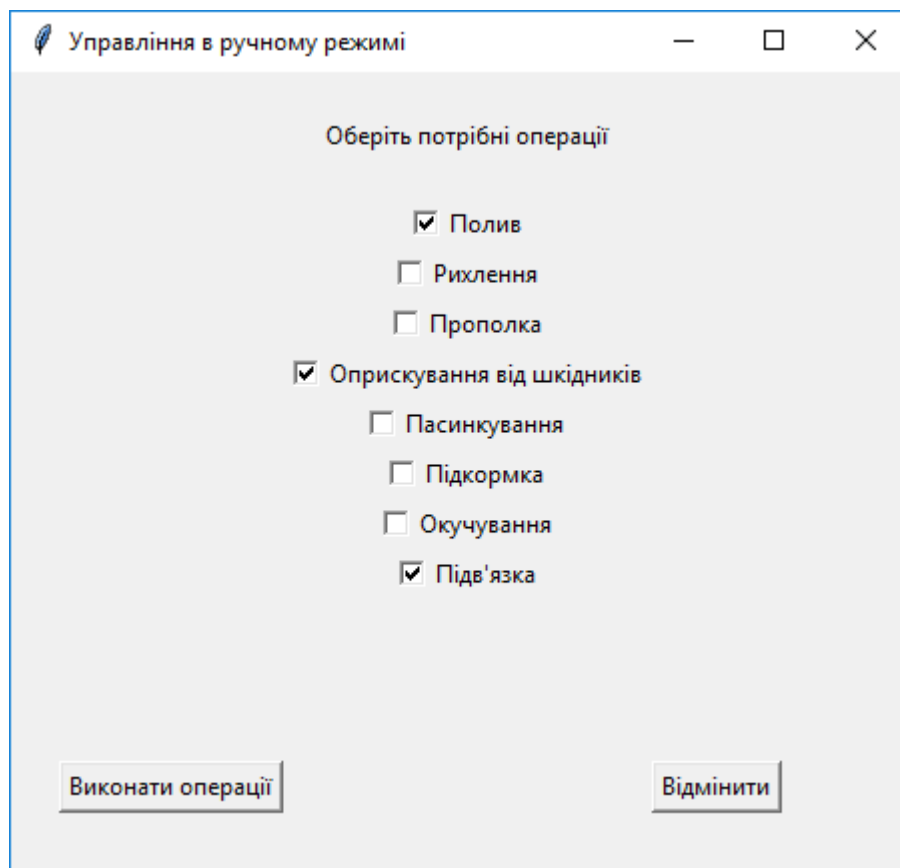 Управління в ручному режимі
Оберіть потрібні операції
Полив
Рихлення
Прополка
Оприскування від шкідників
Пасинкування
Підкормка
Окучування
Підв'язка
Виконати операції
Відмінити